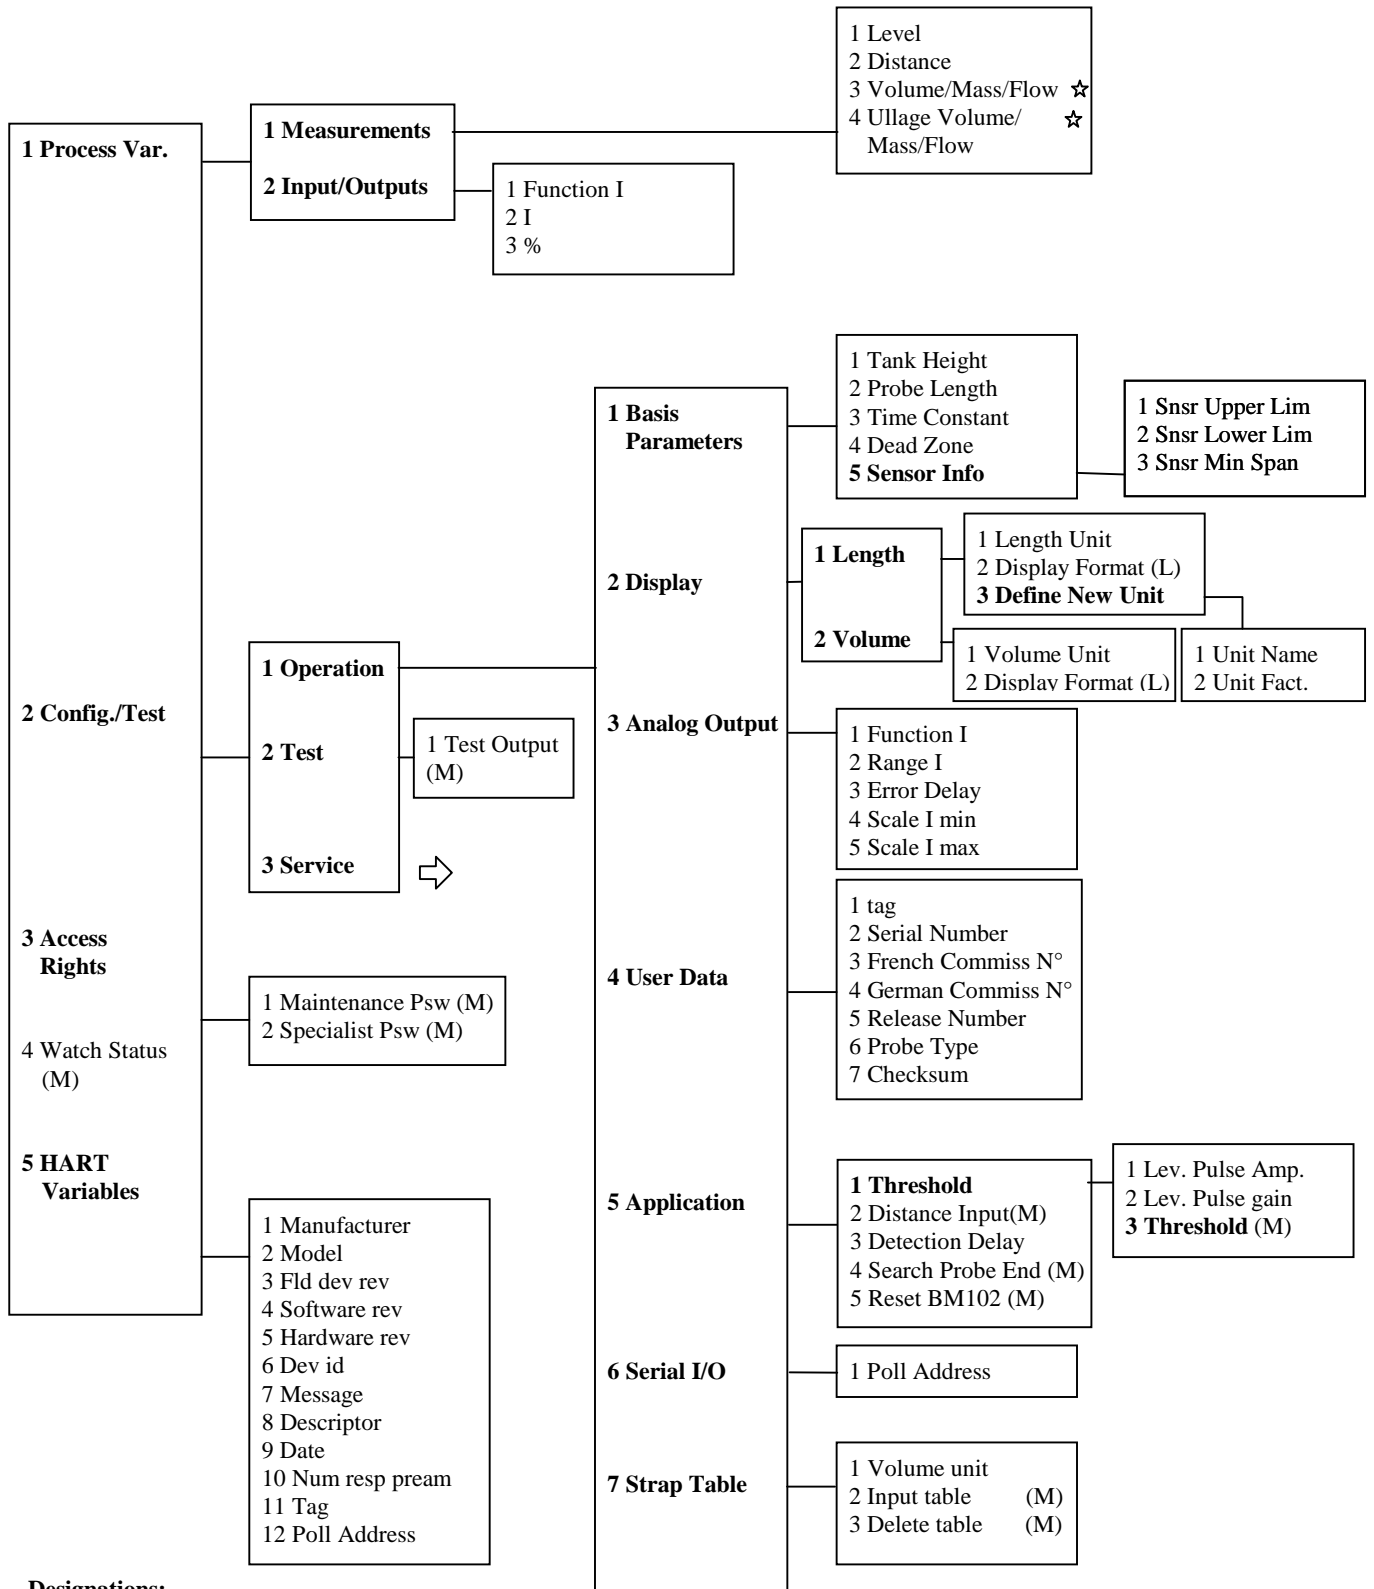 1 Process Var.
2 Config./Test
3 Access
Rights
4 Watch Status
(M)
5 HART
Variables
1 Measurements
2 Input/Outputs
1 Level
2 Distance
3 Volume/Mass/Flow ☆
4 Ullage Volume/ ☆
Mass/Flow
1 Function I
2 I
3 %
1 Operation
2 Test
3 Service
1 Test Output
(M)
1 Maintenance Psw (M)
2 Specialist Psw (M)
1 Manufacturer
2 Model
3 Fld dev rev
4 Software rev
5 Hardware rev
6 Dev id
7 Message
8 Descriptor
9 Date
10 Num resp pream
11 Tag
12 Poll Address
1 Basis
Parameters
2 Display
3 Analog Output
4 User Data
5 Application
6 Serial I/O
7 Strap Table
1 Tank Height
2 Probe Length
3 Time Constant
4 Dead Zone
5 Sensor Info
1 Snsr Upper Lim
2 Snsr Lower Lim
3 Snsr Min Span
1 Length
2 Volume
1 Length Unit
2 Display Format (L)
3 Define New Unit
1 Volume Unit
2 Display Format (L)
1 Unit Name
2 Unit Fact.
1 Function I
2 Range I
3 Error Delay
4 Scale I min
5 Scale I max
1 tag
2 Serial Number
3 French Commiss N°
4 German Commiss N°
5 Release Number
6 Probe Type
7 Checksum
1 Threshold
2 Distance Input(M)
3 Detection Delay
4 Search Probe End (M)
5 Reset BM102 (M)
1 Lev. Pulse Amp.
2 Lev. Pulse gain
3 Threshold (M)
1 Poll Address
1 Volume unit
2 Input table (M)
3 Delete table (M)
Designations: